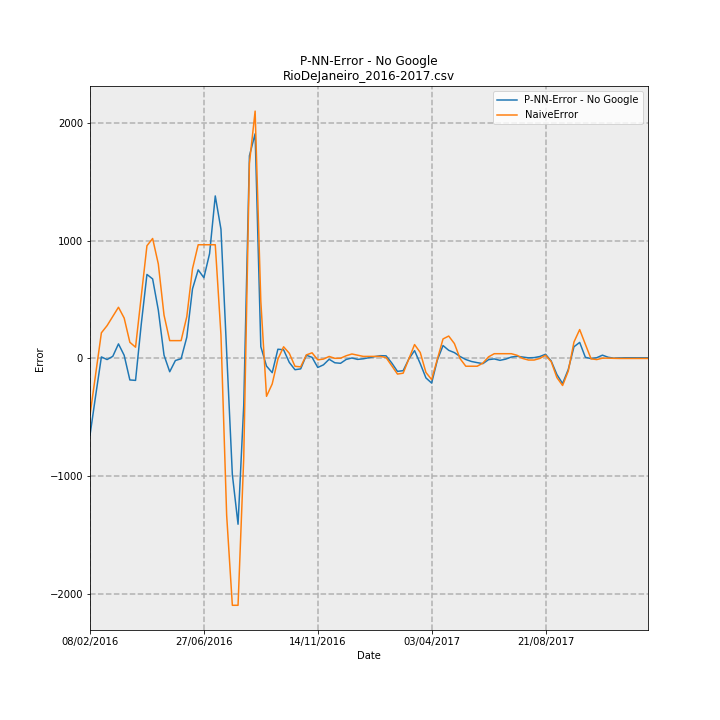 P-NN-Error - No Google
RioDeJaneiro_2016-2017.csv
P-NN-Error - No Google
NaiveError
Error
2000
1000
0
−1000
−2000
08/02/2016
27/06/2016
14/11/2016
03/04/2017
21/08/2017
Date